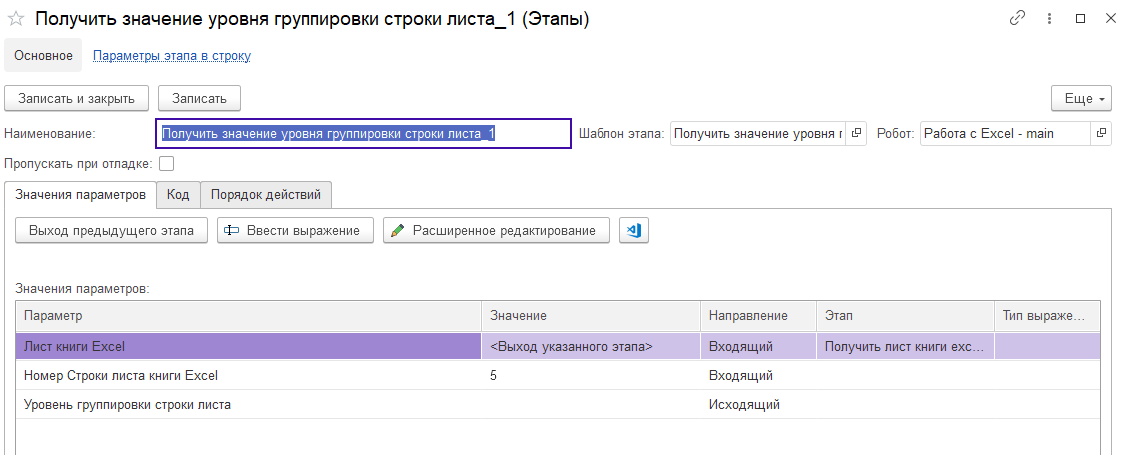 Получить значение уровня группировки строки листа_1 (Этапы)
Основное Параметры этапа в строку
Записать и закрыть Записать Еще
Наименование: Получить значение уровня группировки строки листа_1 Шаблон этапа: Получить значение уровня г Робот: Работа с Excel - main
Пропускать при отладке:
Значения параметров Код Порядок действий
Выход предыдущего этапа Ввести выражение Расширенное редактирование
Значения параметров:
Параметр Значение Направление Этап Тип выраже...
Лист книги Excel <Выход указанного этапа> Входящий Получить лист книги exc...
Номер Строки листа книги Excel 5 Входящий
Уровень группировки строки листа Исходящий